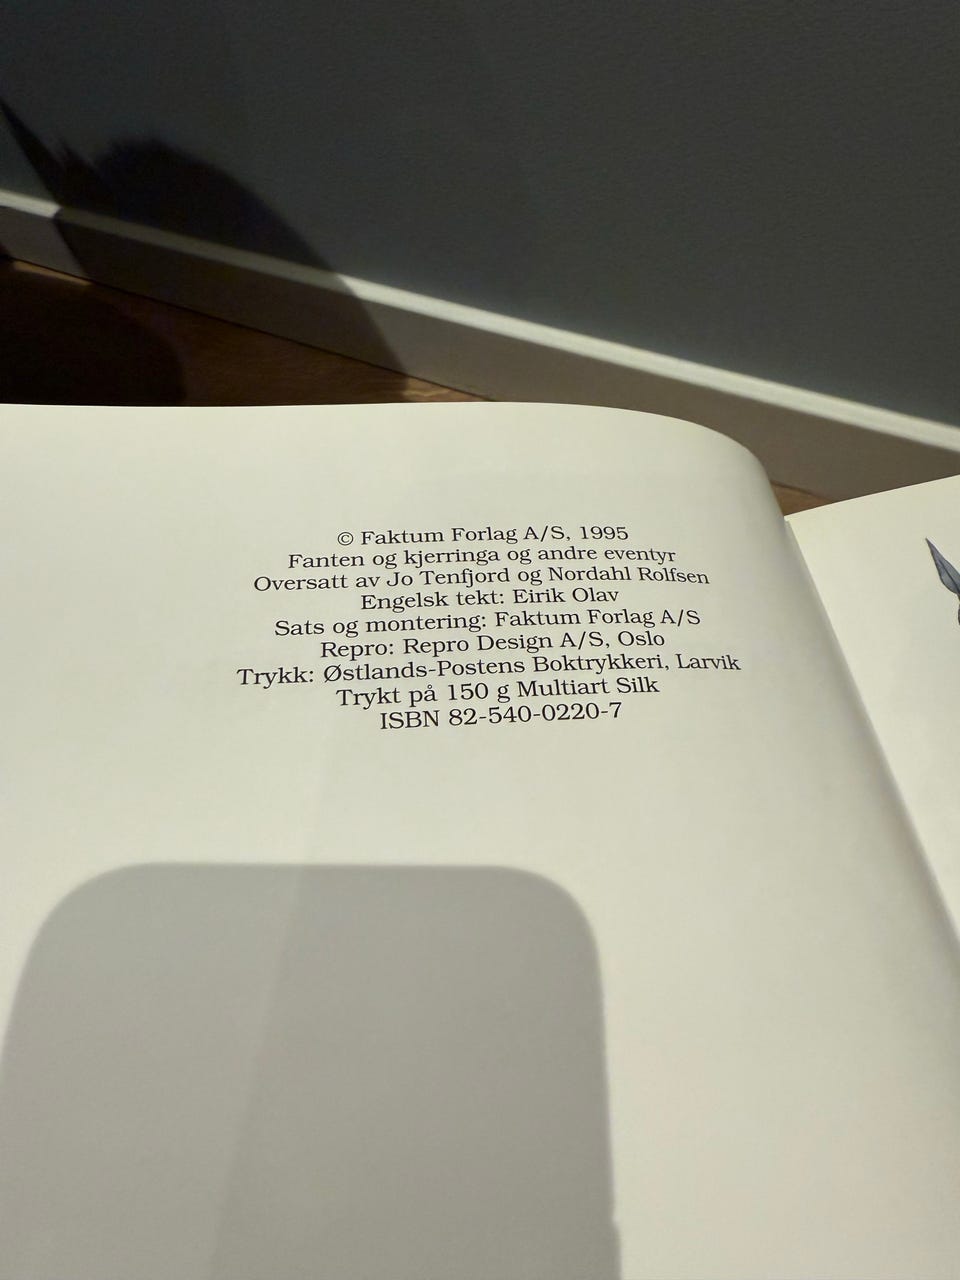 © Faktum Forlag A/S, 1995
Fanten og kjerringa og andre eventyr
Oversatt av Jo Tenfjord og Nordahl Rolfsen
Engelsk tekt: Eirik Olav
Sats og montering: Faktum Forlag A/S
Repro: Repro Design A/S, Oslo
Trykk: Østlands-Postens Boktrykkeri, Larvik
Trykt på 150 g Multiart Silk
ISBN 82-540-0220-7